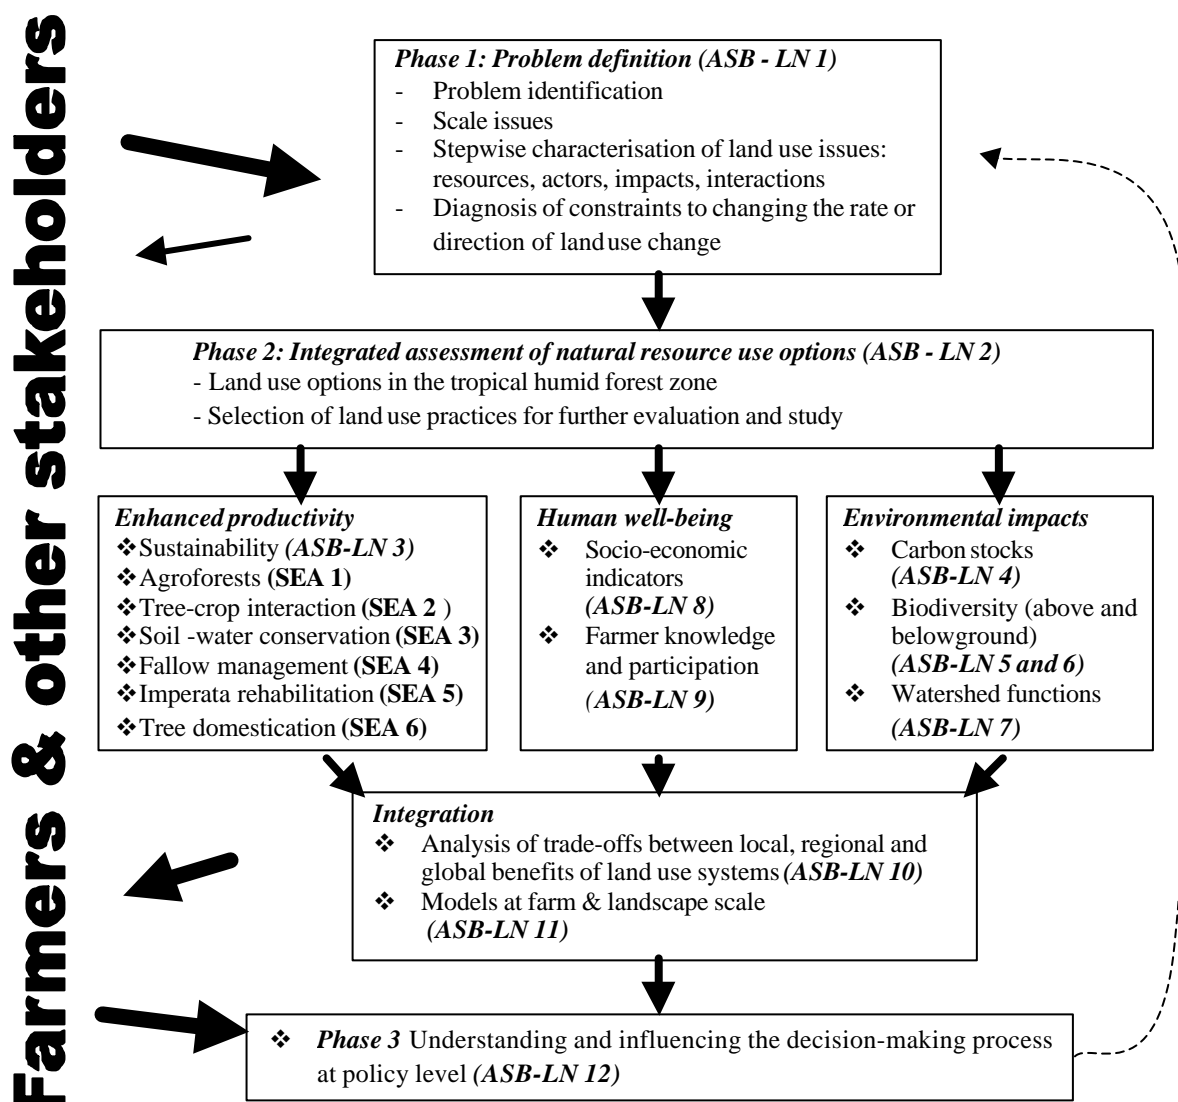 Farmers & other stakeholders
Phase 1: Problem definition (ASB - LN 1)
- Problem identification
- Scale issues
- Stepwise characterisation of land use issues:
resources, actors, impacts, interactions
- Diagnosis of constraints to changing the rate or
direction of land use change
Phase 2: Integrated assessment of natural resource use options (ASB - LN 2)
- Land use options in the tropical humid forest zone
- Selection of land use practices for further evaluation and study
Enhanced productivity
❖Sustainability (ASB-LN 3)
❖Agroforests (SEA 1)
❖Tree-crop interaction (SEA 2 )
❖Soil -water conservation (SEA 3)
❖Fallow management (SEA 4)
❖Imperata rehabilitation (SEA 5)
❖Tree domestication (SEA 6)
Human well-being
❖ Socio-economic
indicators
(ASB-LN 8)
❖ Farmer knowledge
and participation
(ASB-LN 9)
Environmental impacts
❖ Carbon stocks
(ASB-LN 4)
❖ Biodiversity (above and
belowground)
(ASB-LN 5 and 6)
❖ Watershed functions
(ASB-LN 7)
Integration
❖ Analysis of trade-offs between local, regional and
global benefits of land use systems (ASB-LN 10)
❖ Models at farm & landscape scale
(ASB-LN 11)
❖ Phase 3 Understanding and influencing the decision-making process
at policy level (ASB-LN 12)